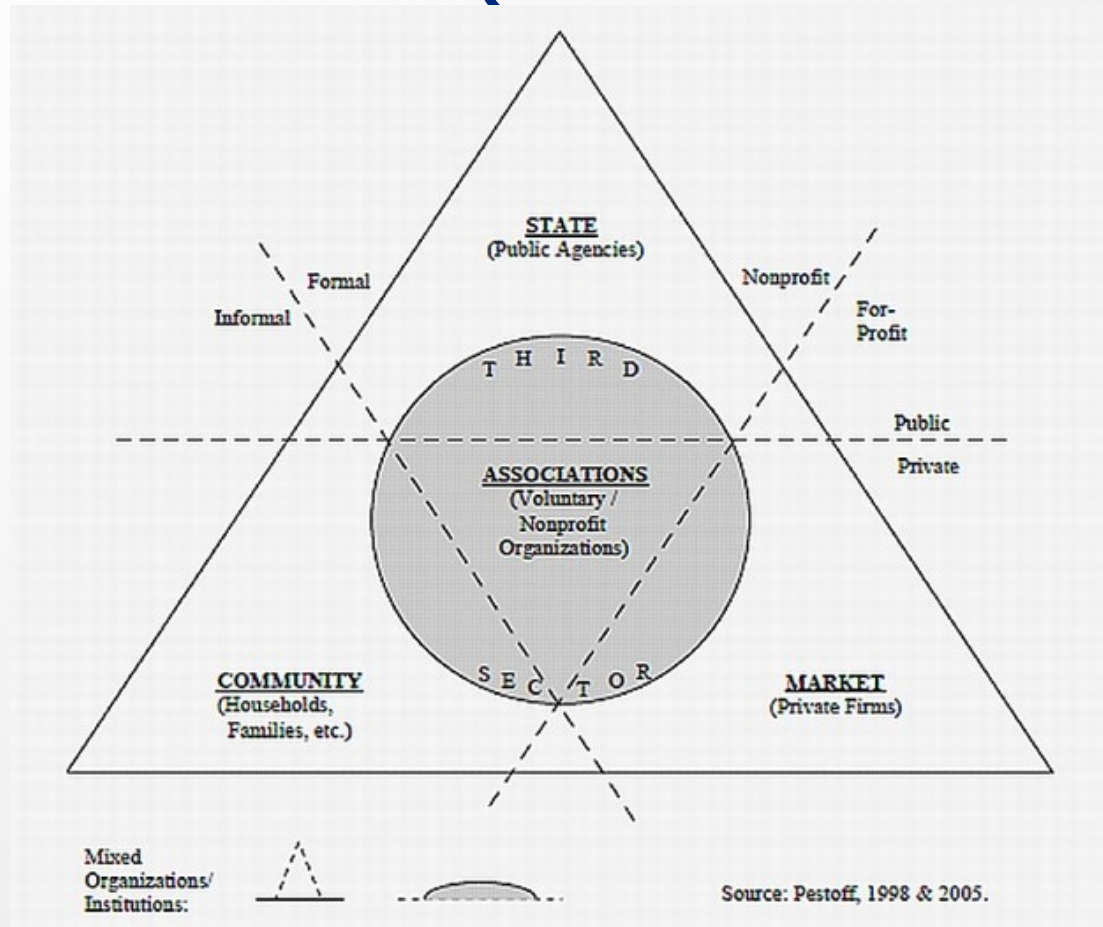 STATE
(Public Agencies)
Formal
Nonprofit
Informal
For-
Profit
THIRD
Public
Private
ASSOCIATIONS
(Voluntary /
Nonprofit
Organizations)
SECTOR
COMMUNITY
(Households,
Families, etc.)
MARKET
(Private Firms)
Mixed
Organizations/
Institutions:
Source: Pestoff, 1998 & 2005.